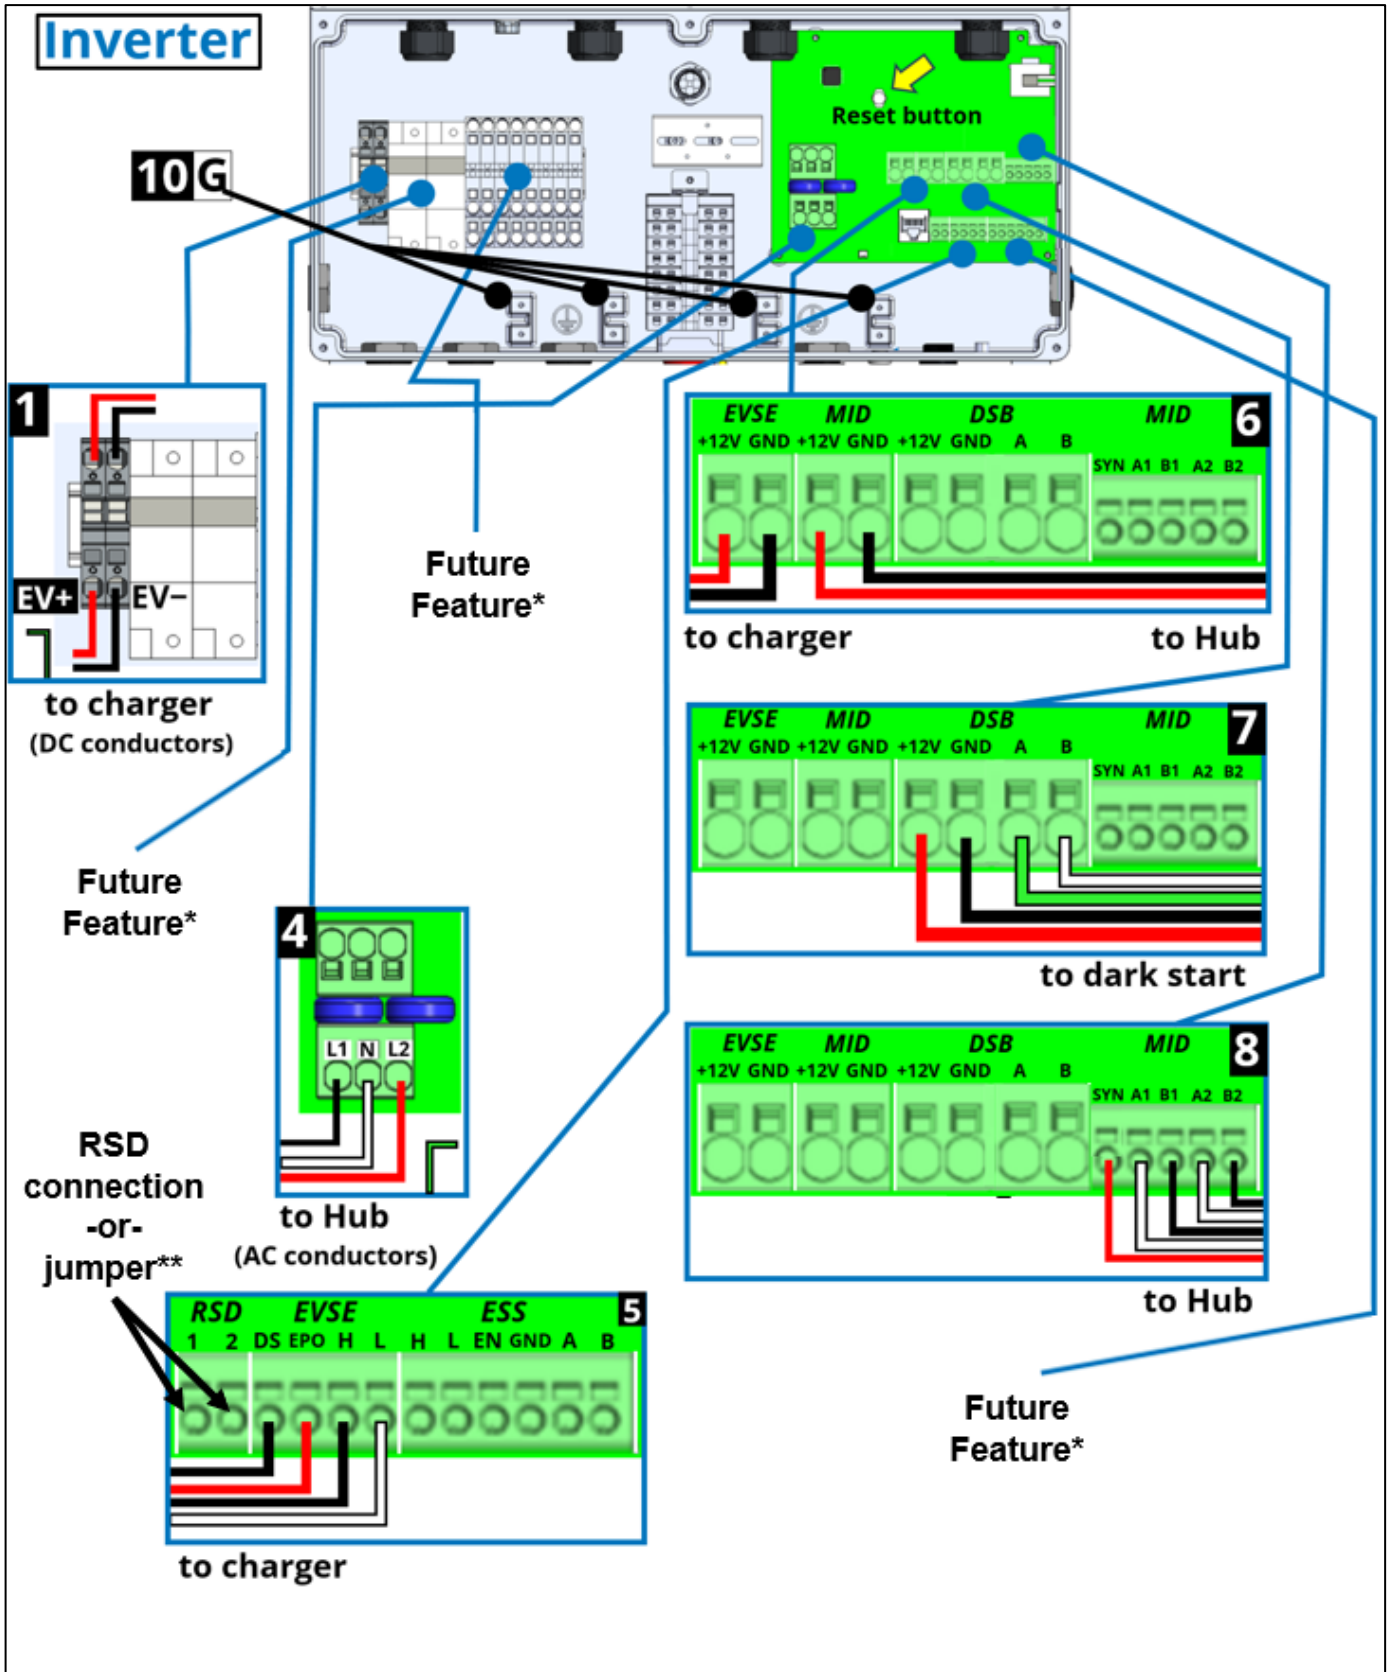 Inverter
Reset button
10 G
1
EV+ EV−
to charger
(DC conductors)
Future
Feature*
Future
Feature*
4
L1 N L2
to Hub
(AC conductors)
RSD
connection
-or-
jumper**
RSD EVSE ESS 5
1 2 DS EPO H L H L EN GND A B
to charger
EVSE MID DSB MID 6
+12V GND +12V GND +12V GND A B
SYN A1 B1 A2 B2
to charger to Hub
EVSE MID DSB MID 7
+12V GND +12V GND +12V GND A B
SYN A1 B1 A2 B2
to dark start
EVSE MID DSB MID 8
+12V GND +12V GND +12V GND A B
SYN A1 B1 A2 B2
to Hub
Future
Feature*